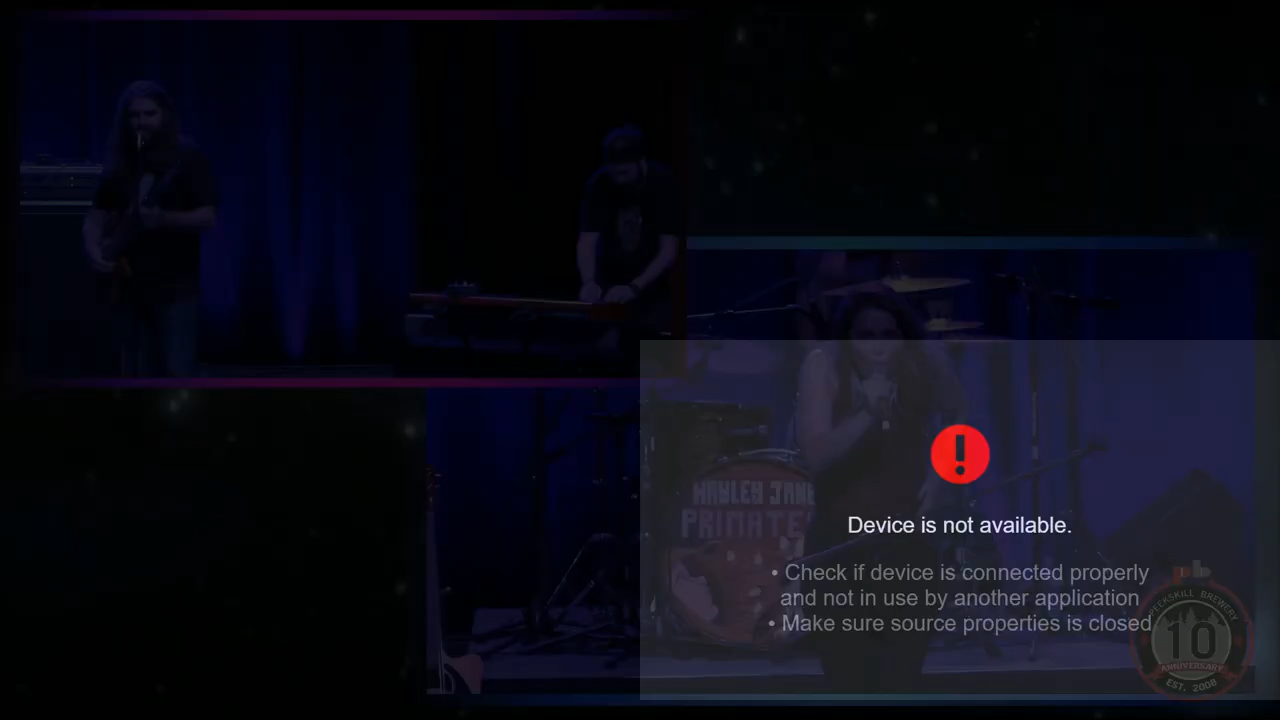 HAYLEY JANE
PRIMATES
Device is not available.
• Check if device is connected properly
and not in use by another application
• Make sure source properties is closed
pb
PEEKSKILL BREWERY
10
ANNIVERSARY
EST. 2008